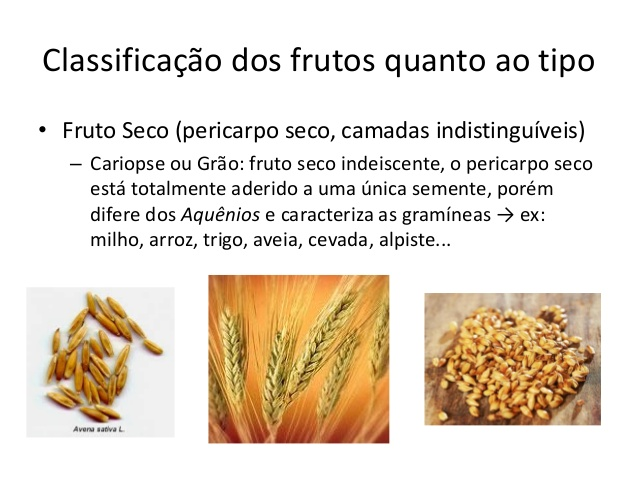 Classificação dos frutos quanto ao tipo
• Fruto Seco (pericarpo seco, camadas indistinguíveis)
– Cariopse ou Grão: fruto seco indeiscente, o pericarpo seco
está totalmente aderido a uma única semente, porém
difere dos Aquênios e caracteriza as gramíneas → ex:
milho, arroz, trigo, aveia, cevada, alpiste...
Avena sativa L.